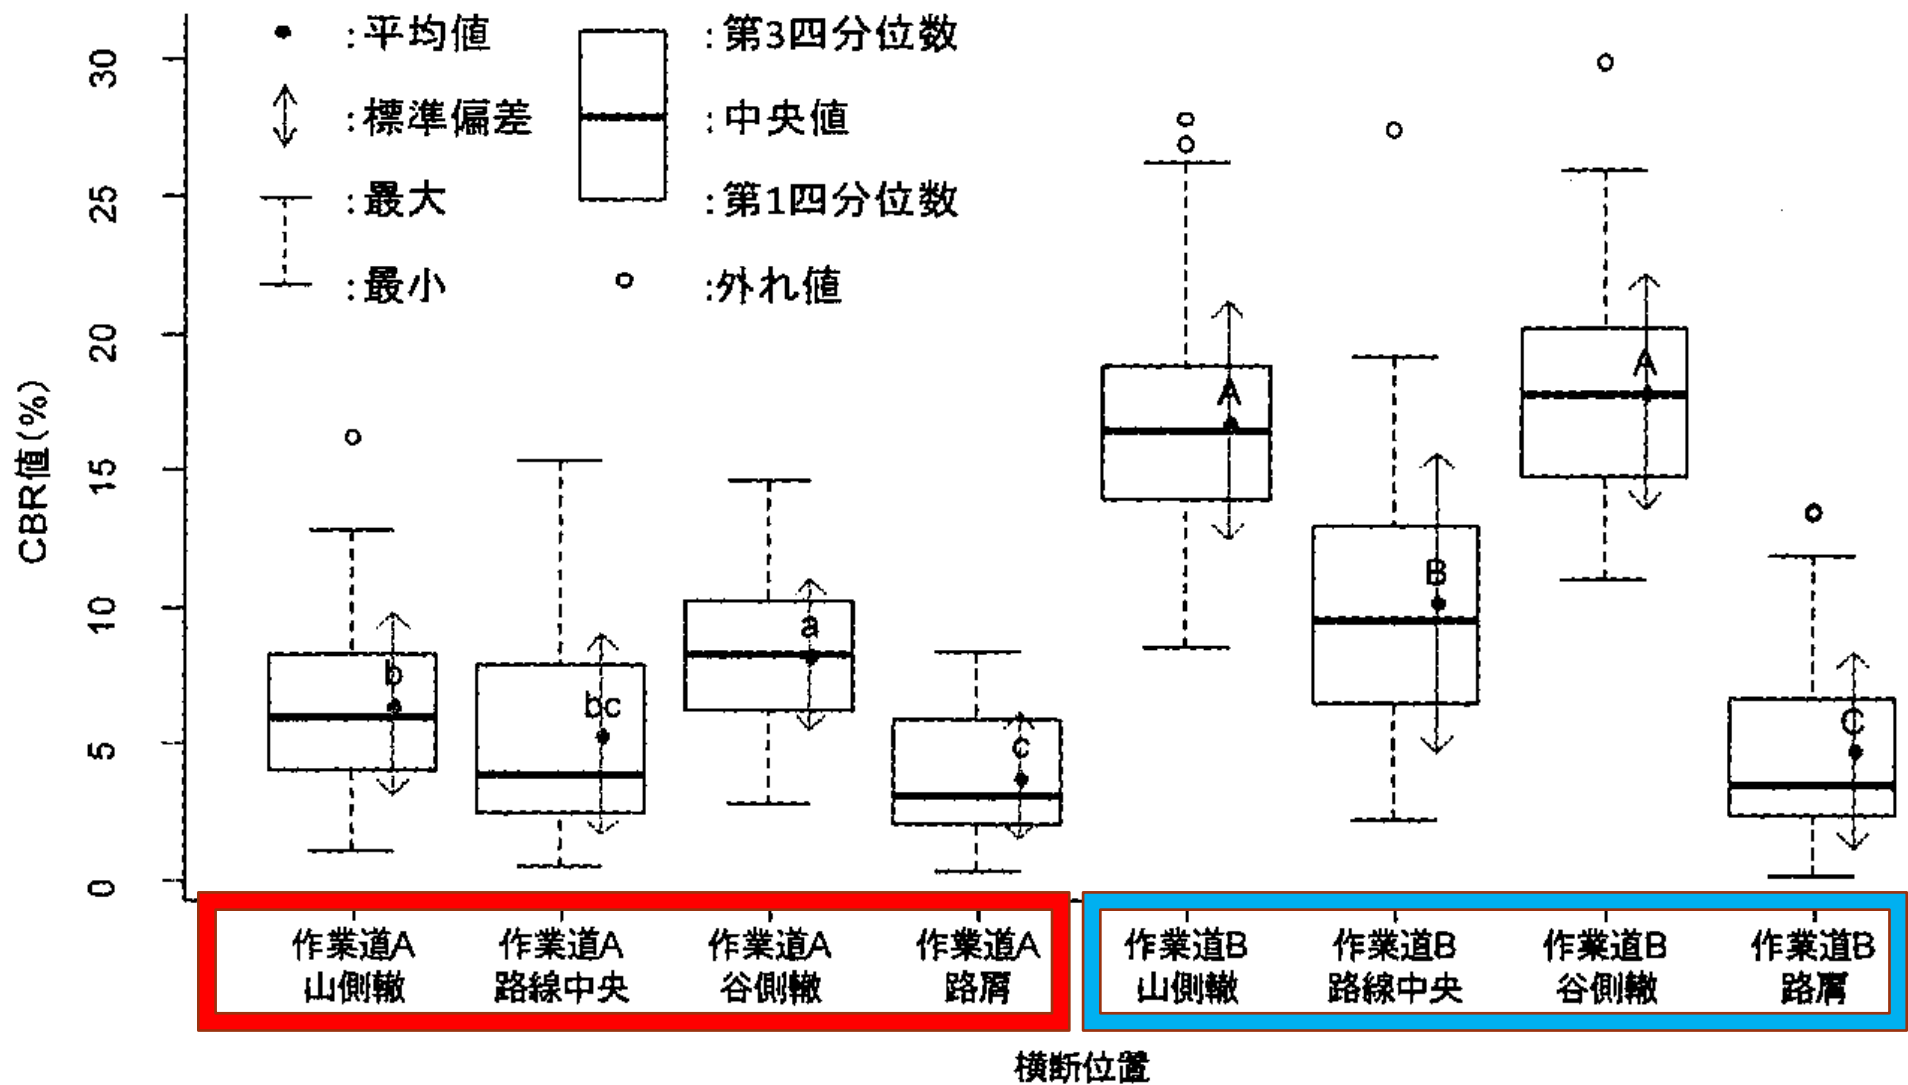 :平均値
:標準偏差
:最大
:最小
:第3四分位数
:中央値
:第1四分位数
:外れ値
CBR値(%)
30
25
20
15
10
5
0
b
bc
a
c
A
B
A
C
作業道A
山側轍
作業道A
路線中央
作業道A
谷側轍
作業道A
路肩
作業道B
山側轍
作業道B
路線中央
作業道B
谷側轍
作業道B
路肩
横断位置